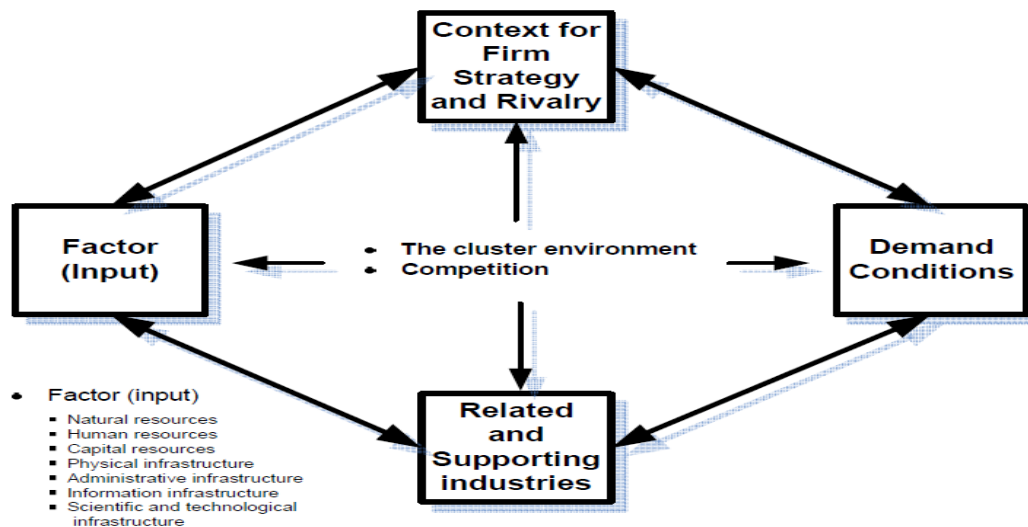 Context for
Firm
Strategy
and Rivalry
Factor
(Input)
• The cluster environment
• Competition
Demand
Conditions
Related
and
Supporting
industries
• Factor (input)
▪ Natural resources
▪ Human resources
▪ Capital resources
▪ Physical infrastructure
▪ Administrative infrastructure
▪ Information infrastructure
▪ Scientific and technological
infrastructure